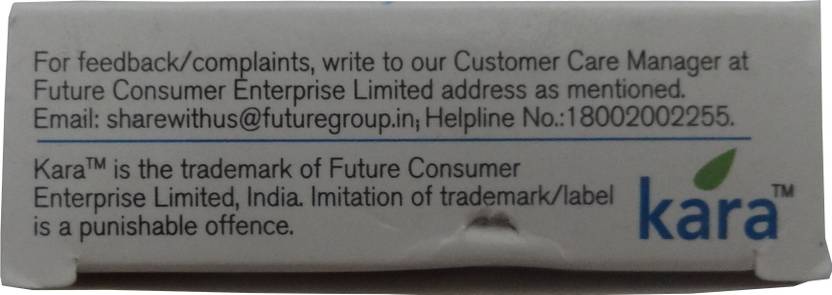 For feedback/complaints, write to our Customer Care Manager at
Future Consumer Enterprise Limited address as mentioned.
Email: sharewithus@futuregroup.in, Helpline No.:18002002255.
Kara™ is the trademark of Future Consumer
Enterprise Limited, India. Imitation of trademark/label
is a punishable offence.
kara™